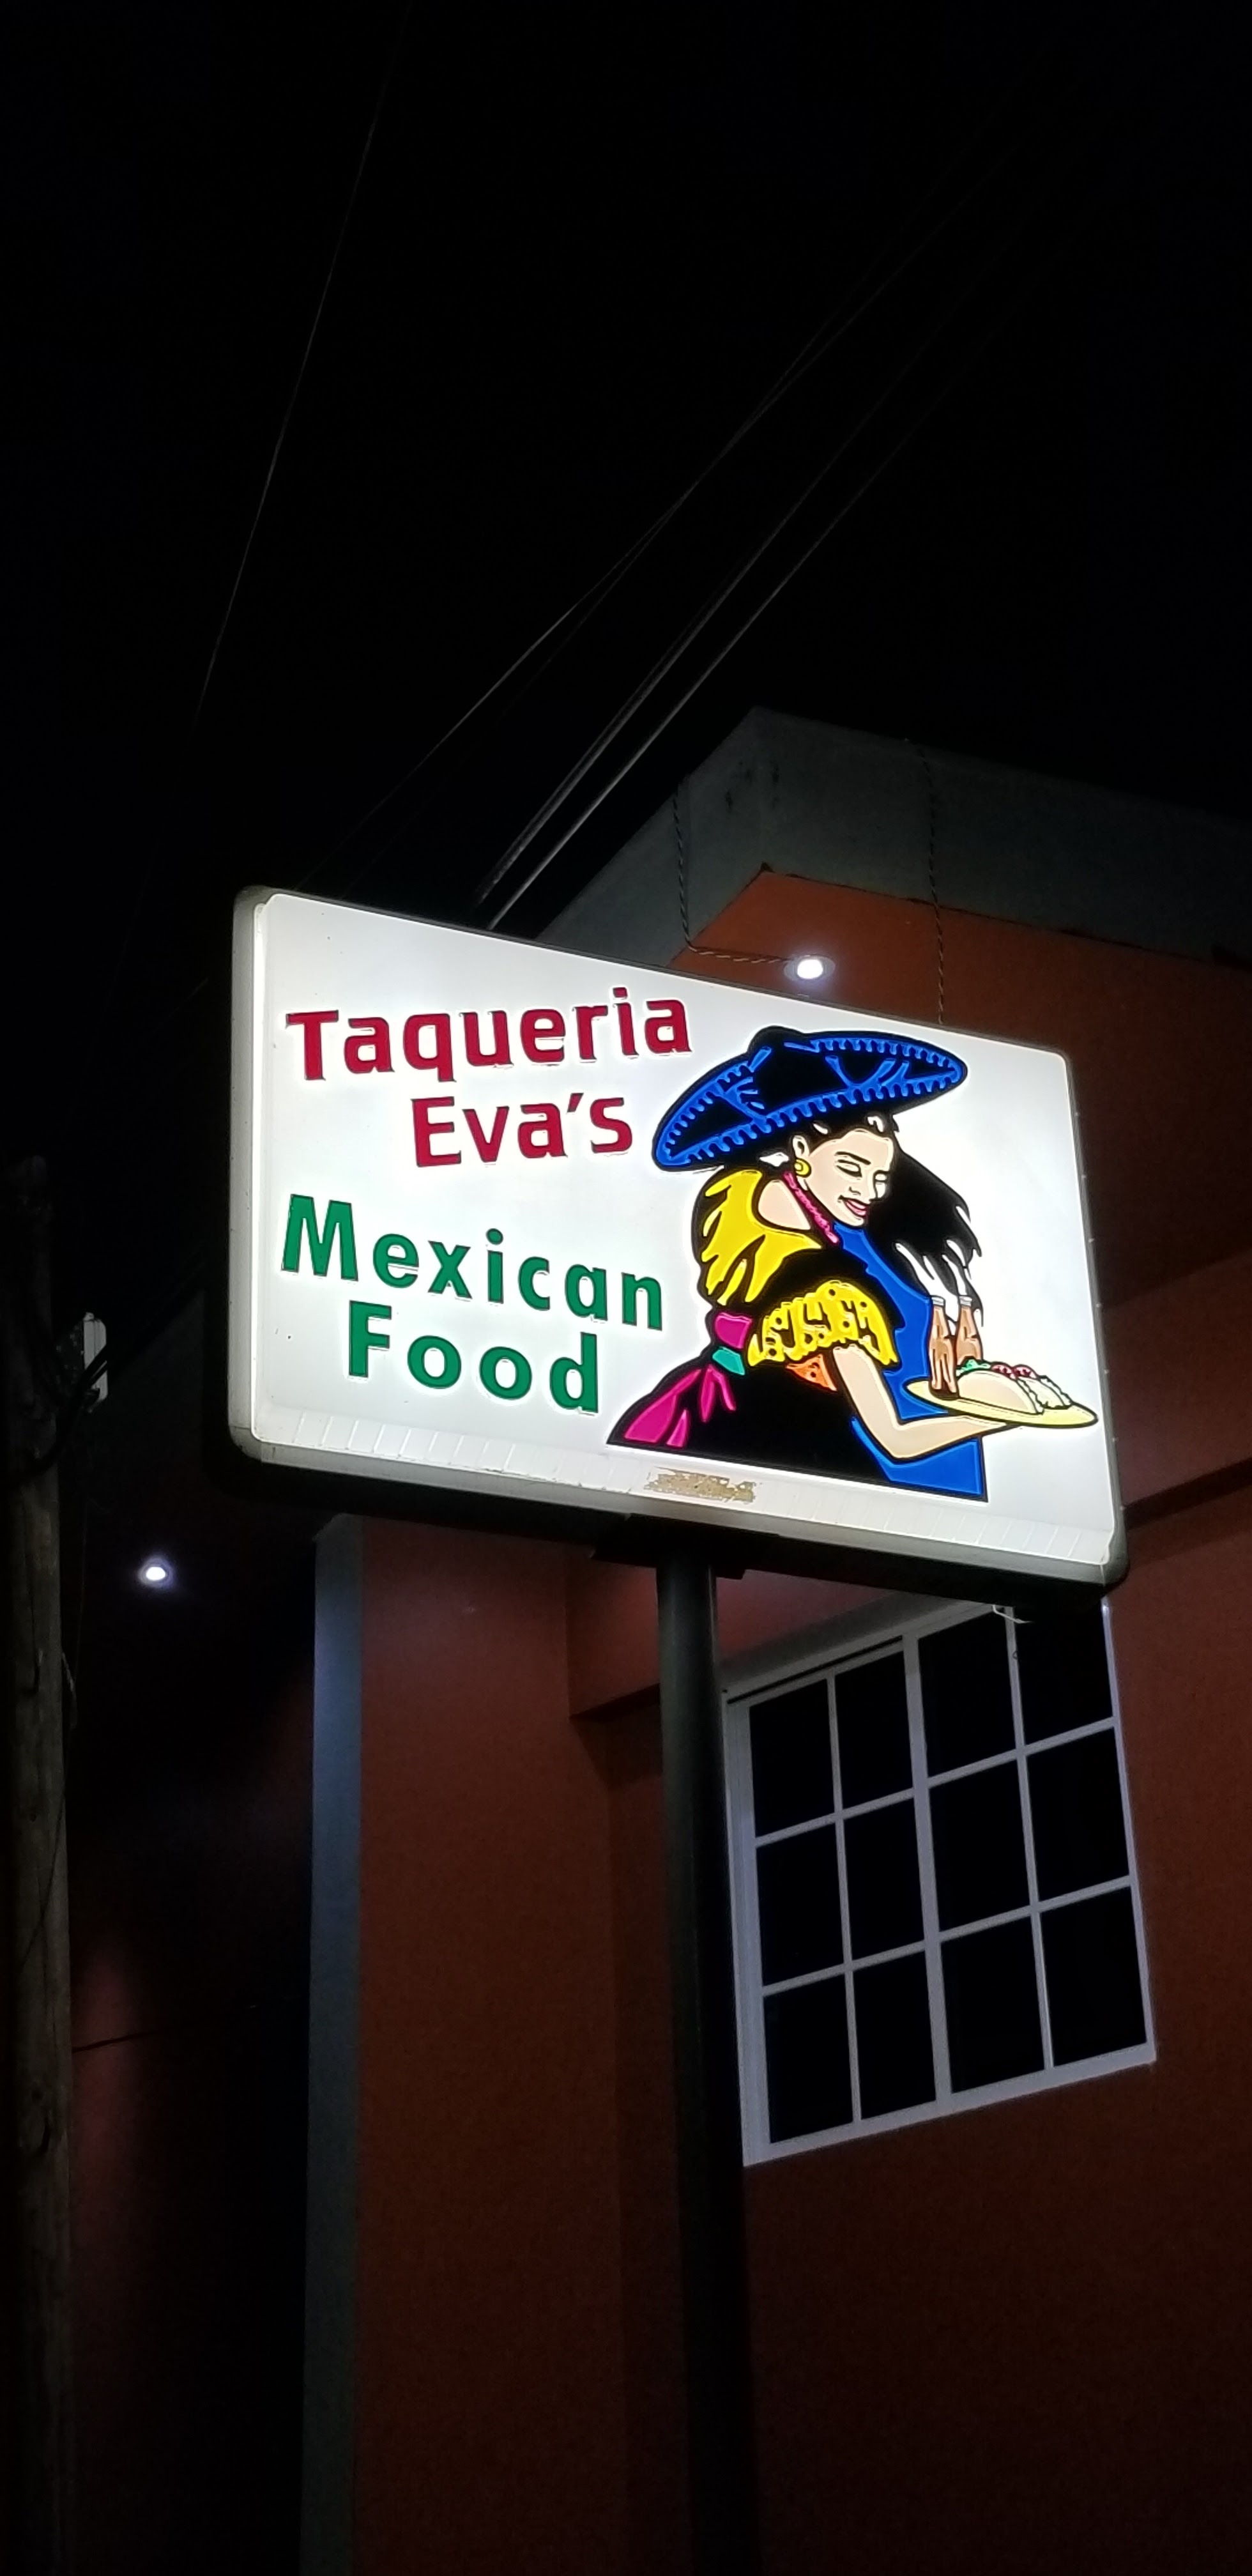 Taqueria
Eva's
Mexican
Food